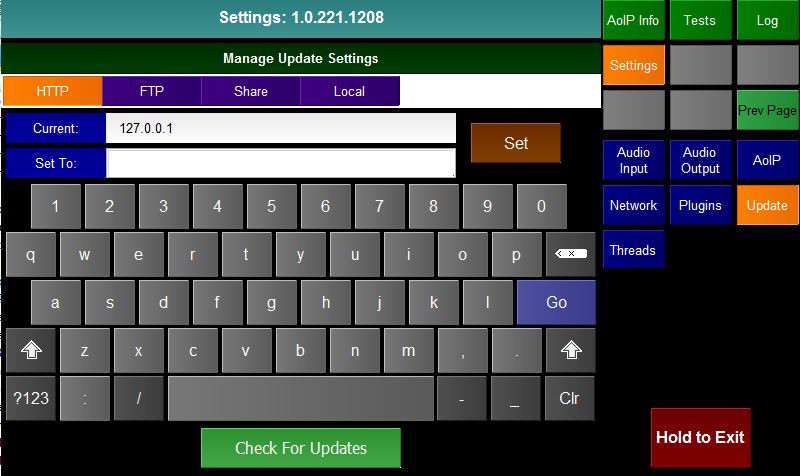 Settings: 1.0.221.1208
AoIP Info Tests Log
Manage Update Settings
Settings
HTTP FTP Share Local
Prev Page
Current: 127.0.0.1
Set
Set To:
Audio Input Audio Output AoIP
1 2 3 4 5 6 7 8 9 0
Network Plugins Update
q w e r t y u i o p
Threads
a s d f g h j k l Go
z x c v b n m , .
?123 : / - _ Clr
Check For Updates
Hold to Exit